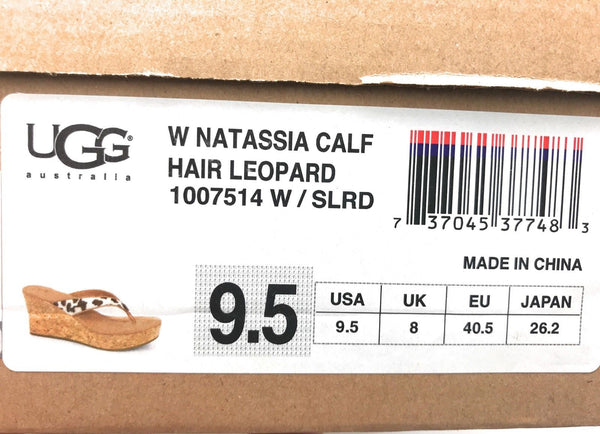 UGG®
australia
W NATASSIA CALF
HAIR LEOPARD
1007514 W / SLRD
7 37045 37748 3
MADE IN CHINA
9.5
USA UK EU JAPAN
9.5 8 40.5 26.2